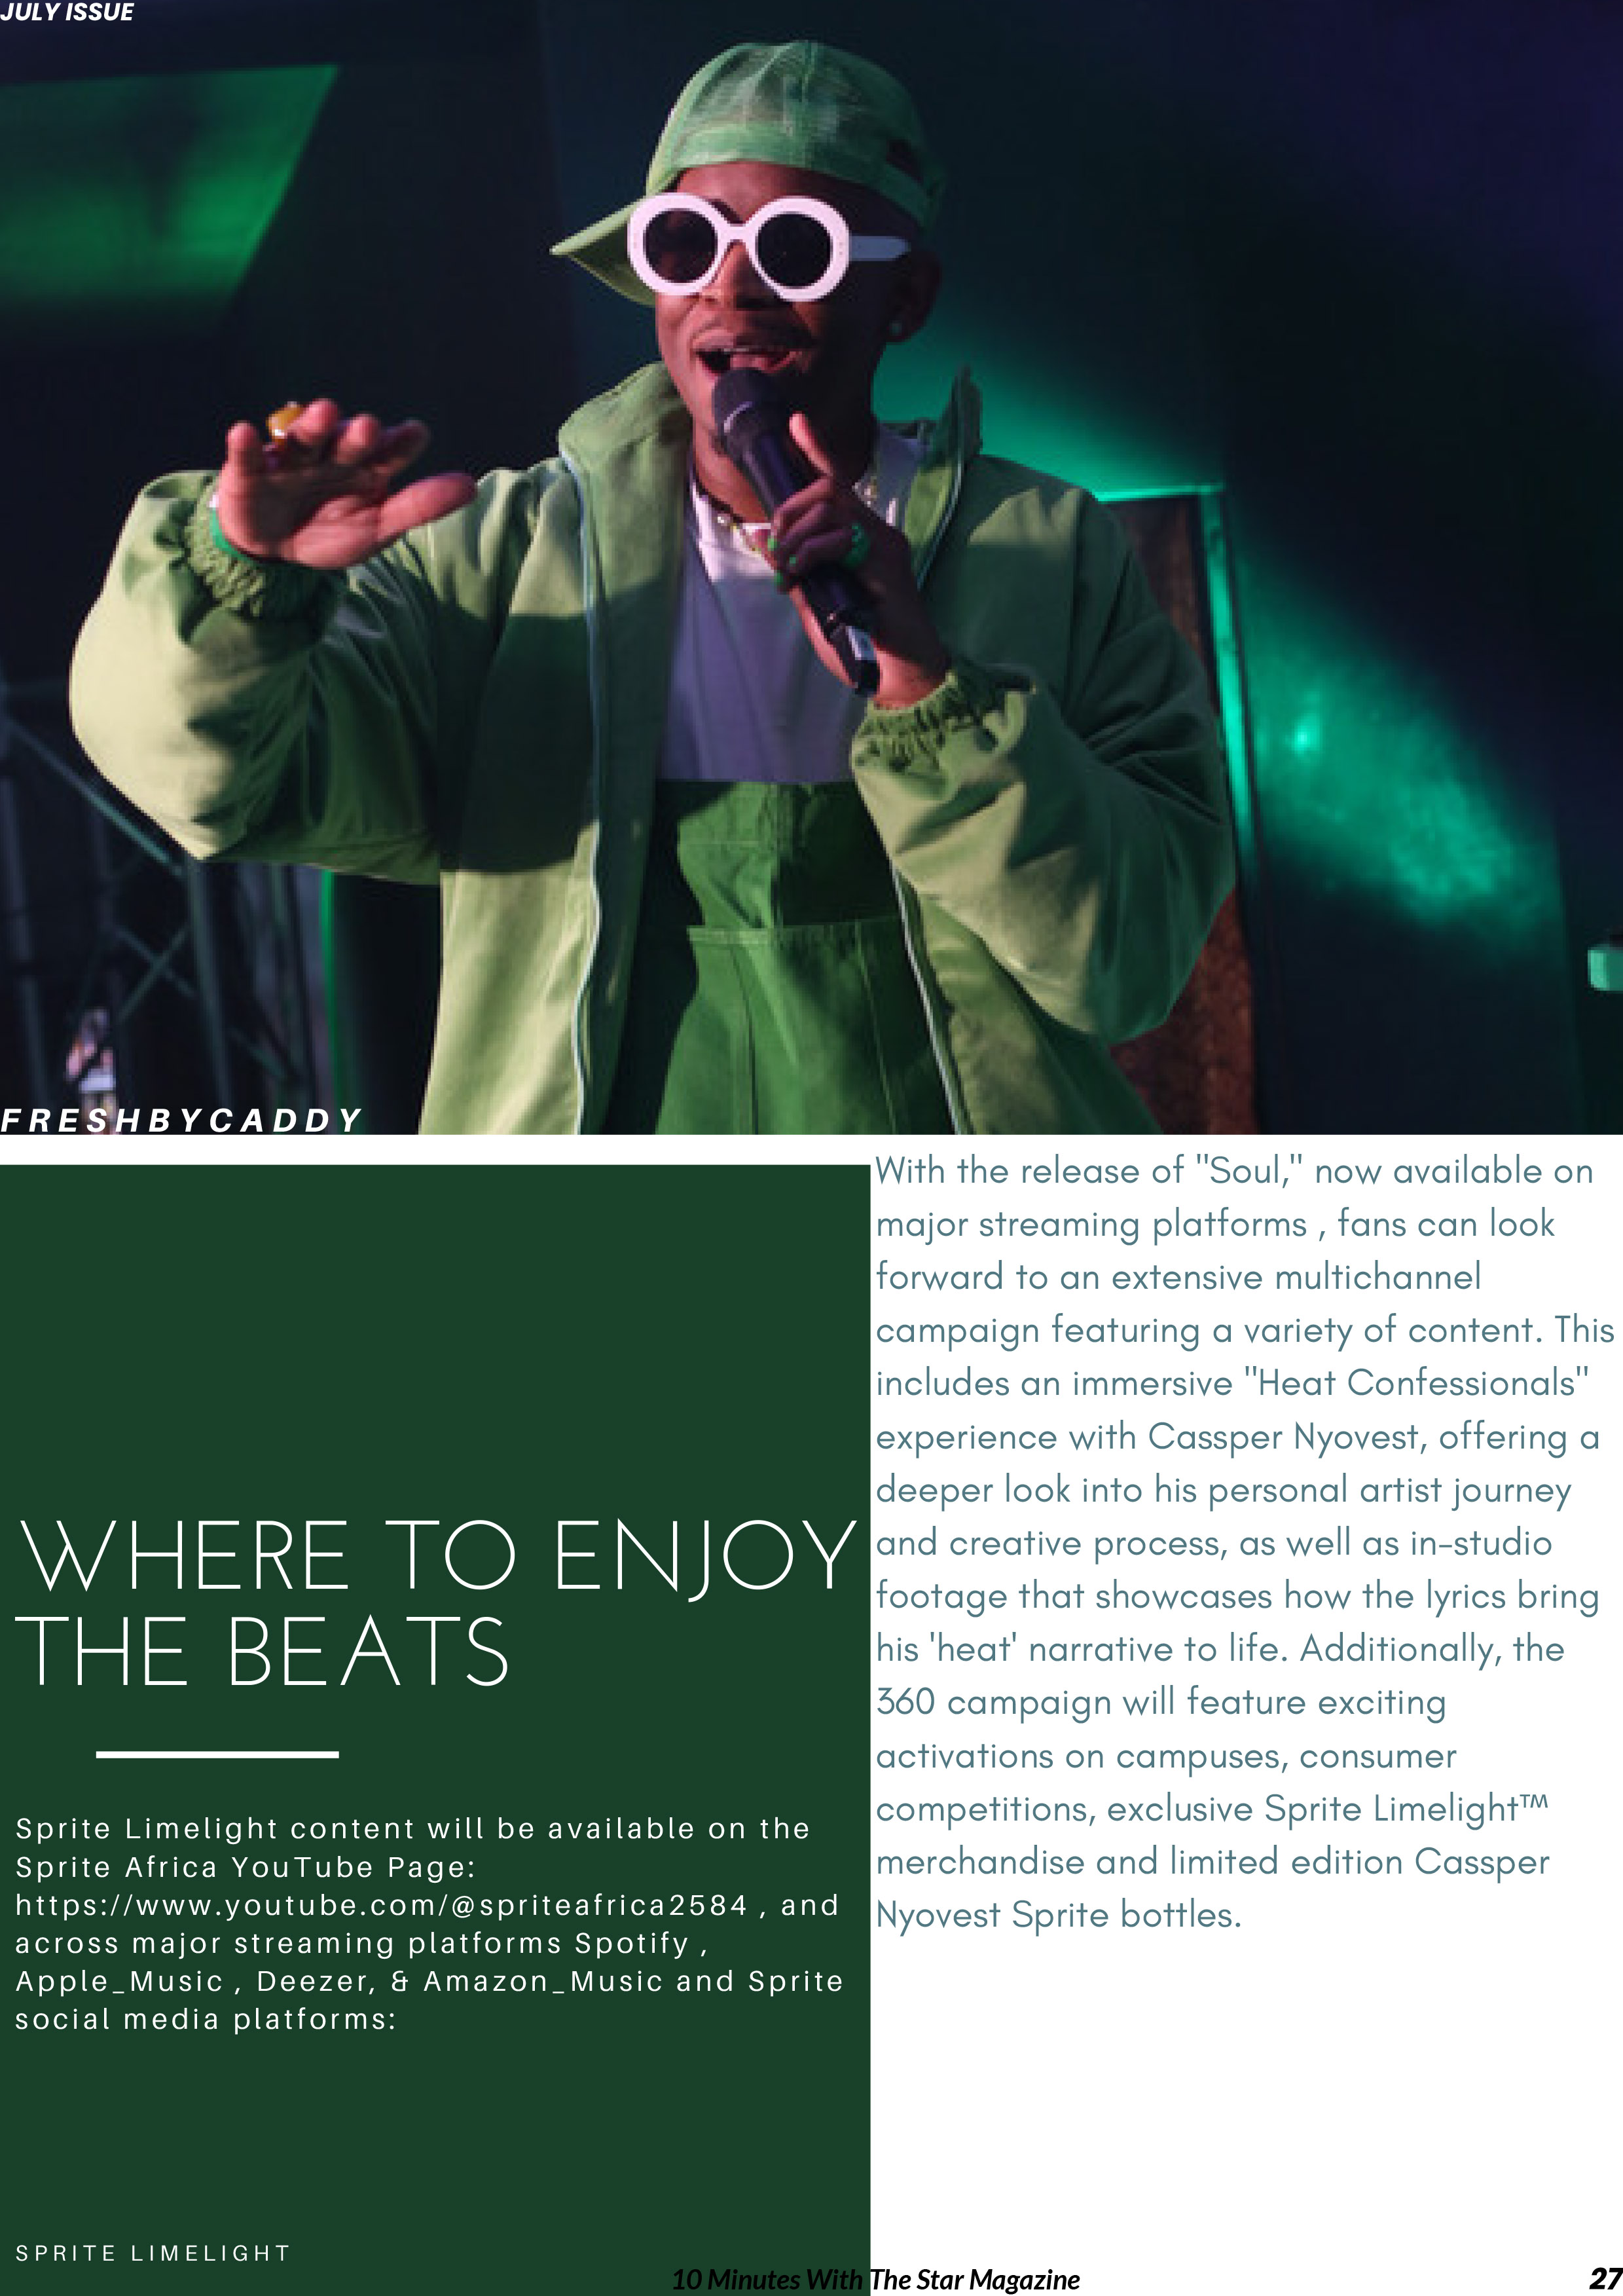 JULY ISSUE
FRESHBYCADDY
WHERE TO ENJOY
THE BEATS
Sprite Limelight content will be available on the
Sprite Africa YouTube Page:
https://www.youtube.com/@spriteafrica2584 , and
across major streaming platforms Spotify ,
Apple_Music , Deezer, & Amazon_Music and Sprite
social media platforms:
SPRITE LIMELIGHT
With the release of "Soul," now available on
major streaming platforms , fans can look
forward to an extensive multichannel
campaign featuring a variety of content. This
includes an immersive "Heat Confessionals"
experience with Cassper Nyovest, offering a
deeper look into his personal artist journey
and creative process, as well as in-studio
footage that showcases how the lyrics bring
his 'heat' narrative to life. Additionally, the
360 campaign will feature exciting
activations on campuses, consumer
competitions, exclusive Sprite Limelight™
merchandise and limited edition Cassper
Nyovest Sprite bottles.
10 Minutes With The Star Magazine
27